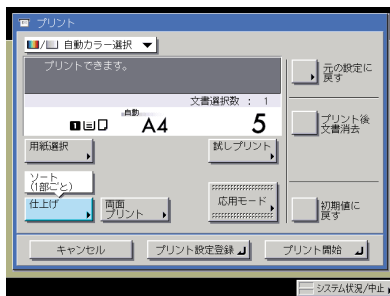 プリント
自動カラー選択
プリントできます。
元の設定に
戻す
文書選択数 : 1
自動
1 A4 5
プリント後
文書消去
用紙選択
試しプリント
ソート
(1部ごと)
仕上げ
両面
プリント
応用モード
初期値に
戻す
キャンセル
プリント設定登録
プリント開始
システム状況/中止